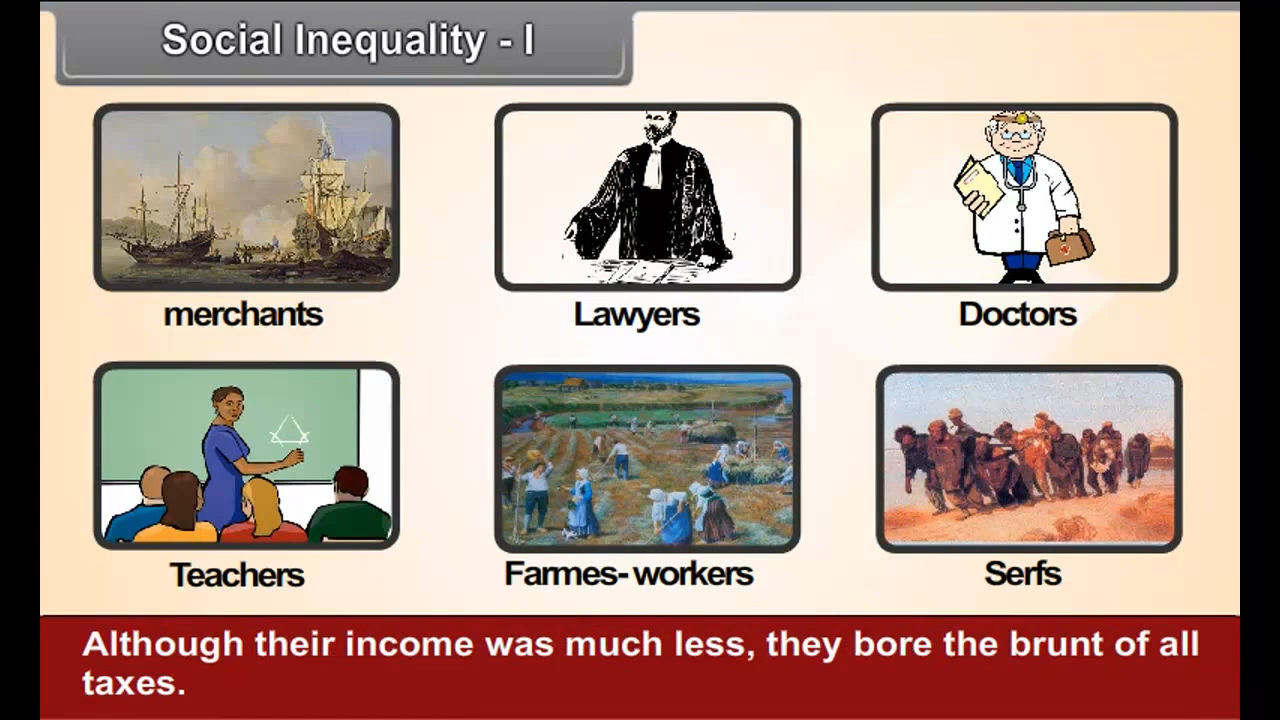 Social Inequality - I
merchants
Lawyers
Doctors
Teachers
Farmes- workers
Serfs
Although their income was much less, they bore the brunt of all
taxes.